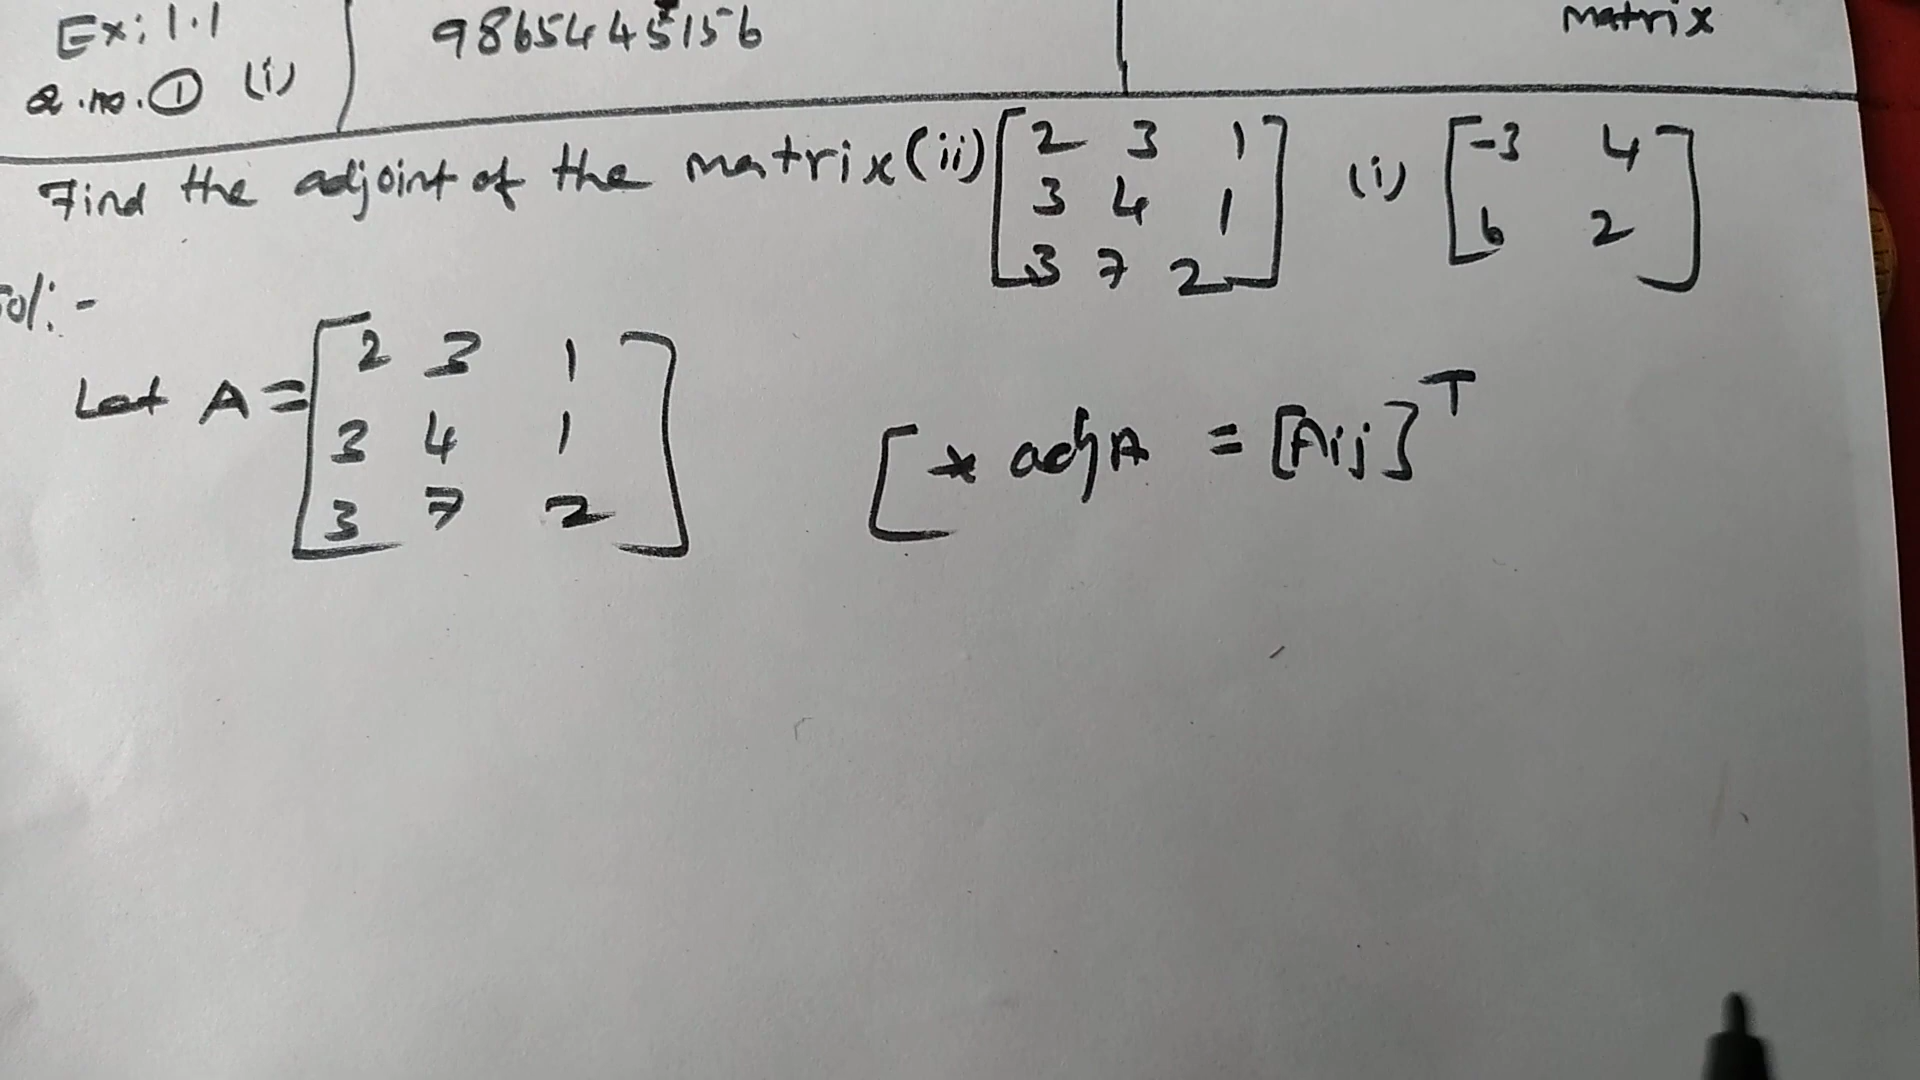 Ex: 1.1
Q.no. ① (i)
9865445156
matrix
Find the adjoint of the matrix (ii) [2 3 1
3 4 1
3 7 2] (i) [-3 4
6 2]
Sol:-
Let A = [2 3 1
3 4 1
3 7 2]
[* adj A = [Aij]^T